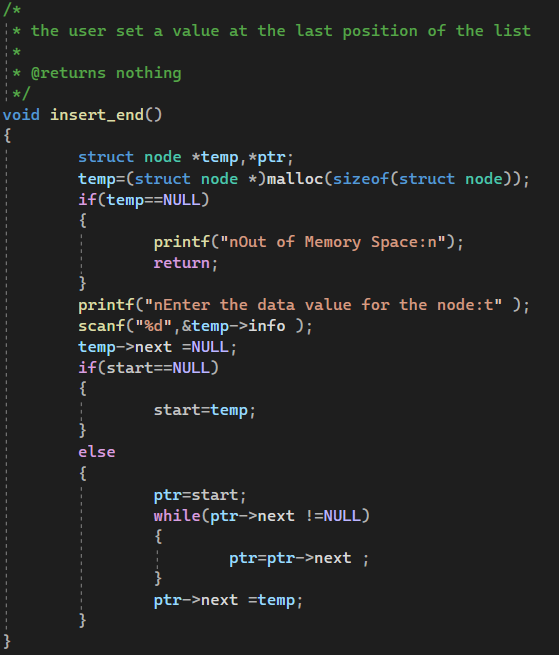 /*
 * the user set a value at the last position of the list
 *
 * @returns nothing
 */
void insert_end()
{
        struct node *temp,*ptr;
        temp=(struct node *)malloc(sizeof(struct node));
        if(temp==NULL)
        {
                printf("nOut of Memory Space:n");
                return;
        }
        printf("nEnter the data value for the node:t" );
        scanf("%d",&temp->info );
        temp->next =NULL;
        if(start==NULL)
        {
                start=temp;
        }
        else
        {
                ptr=start;
                while(ptr->next !=NULL)
                {
                        ptr=ptr->next ;
                }
                ptr->next =temp;
        }
}